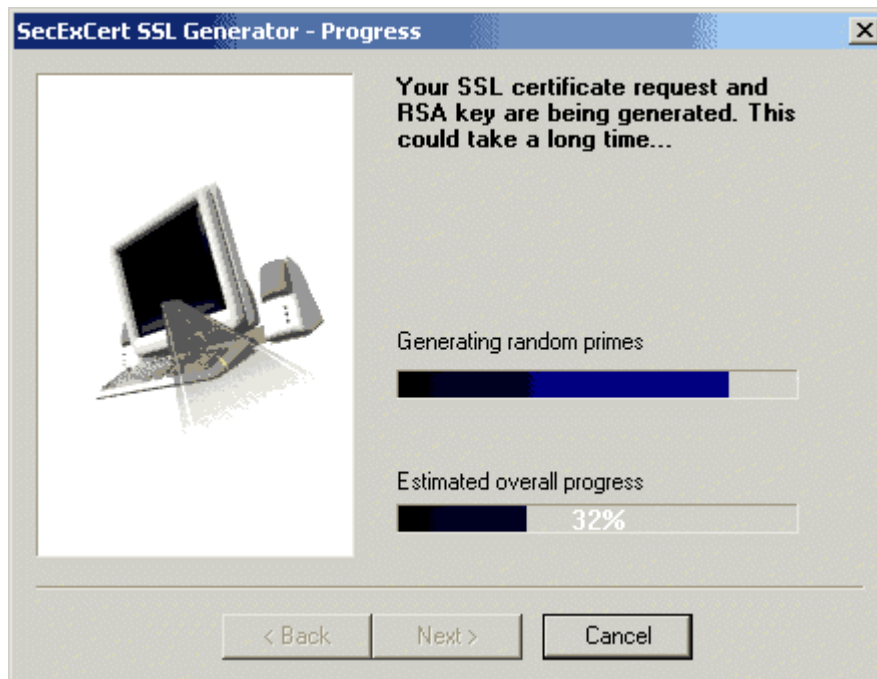 SecExCert SSL Generator - Progress
Your SSL certificate request and
RSA key are being generated. This
could take a long time...
Generating random primes
Estimated overall progress
32%
< Back Next > Cancel